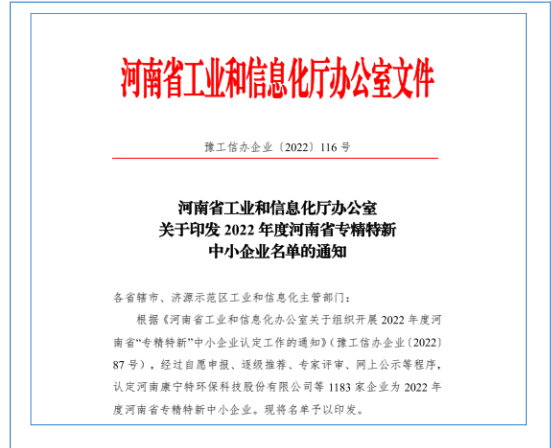 河南省工业和信息化厅办公室文件
豫工信办企业〔2022〕116 号
河南省工业和信息化厅办公室
关于印发 2022 年度河南省专精特新
中小企业名单的通知
各省辖市、济源示范区工业和信息化主管部门：
根据《河南省工业和信息化办公室关于组织开展 2022 年度河
南省“专精特新”中小企业认定工作的通知》（豫工信办企业〔2022〕
87 号），经过自愿申报、逐级推荐、专家评审、网上公示等程序，
认定河南康宁特环保科技股份有限公司等 1183 家企业为 2022 年
度河南省专精特新中小企业。现将名单予以印发。